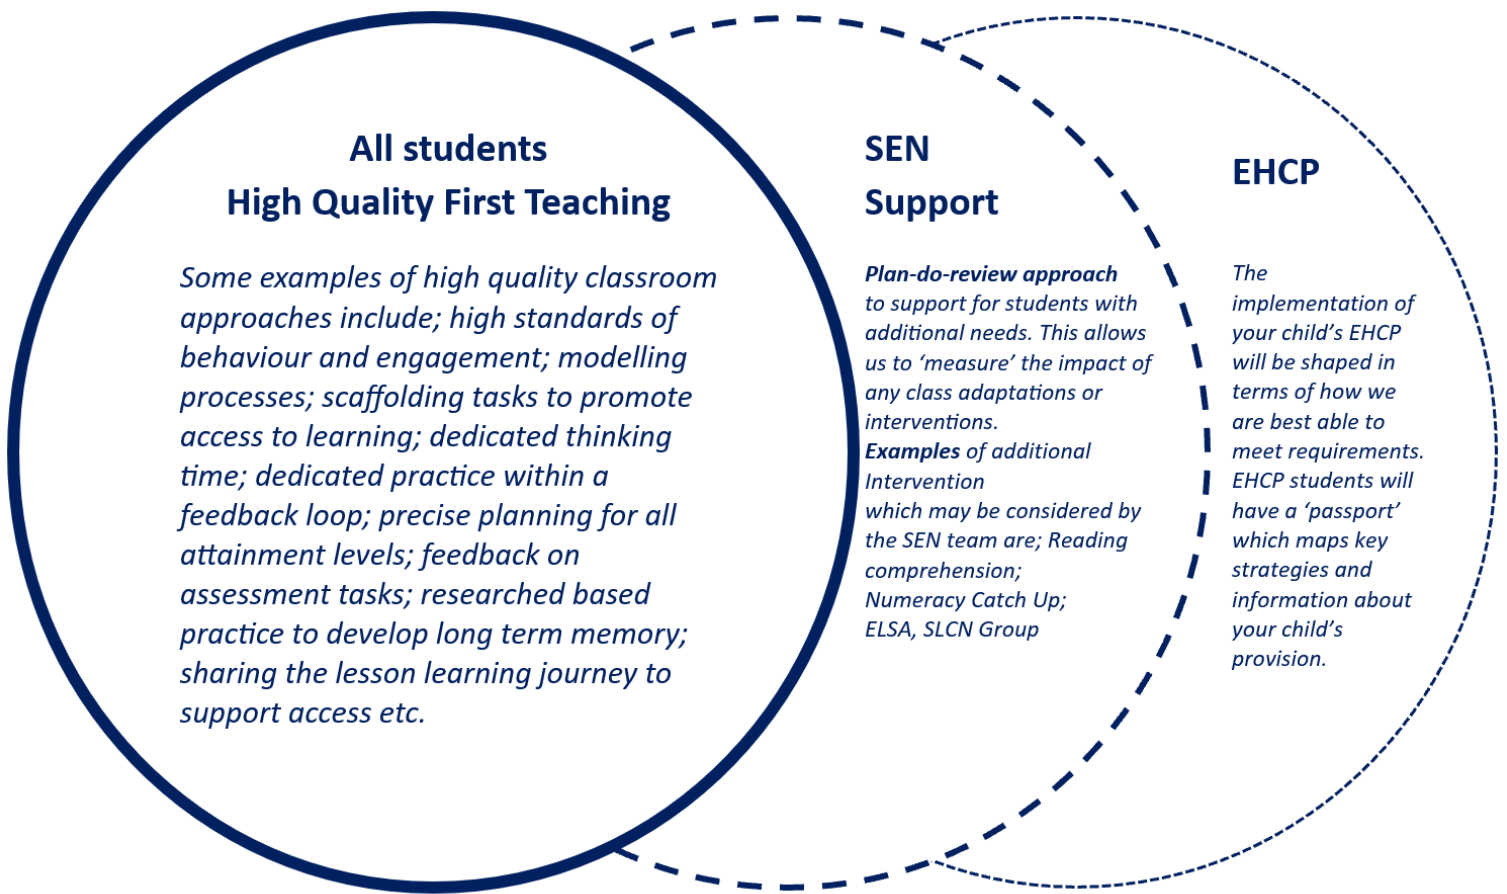 All students
High Quality First Teaching
Some examples of high quality classroom
approaches include; high standards of
behaviour and engagement; modelling
processes; scaffolding tasks to promote
access to learning; dedicated thinking
time; dedicated practice within a
feedback loop; precise planning for all
attainment levels; feedback on
assessment tasks; researched based
practice to develop long term memory;
sharing the lesson learning journey to
support access etc.
SEN
Support
Plan-do-review approach
to support for students with
additional needs. This allows
us to ‘measure’ the impact of
any class adaptations or
interventions.
Examples of additional
Intervention
which may be considered by
the SEN team are; Reading
comprehension;
Numeracy Catch Up;
ELSA, SLCN Group
EHCP
The
implementation of
your child’s EHCP
will be shaped in
terms of how we
are best able to
meet requirements.
EHCP students will
have a ‘passport’
which maps key
strategies and
information about
your child’s
provision.